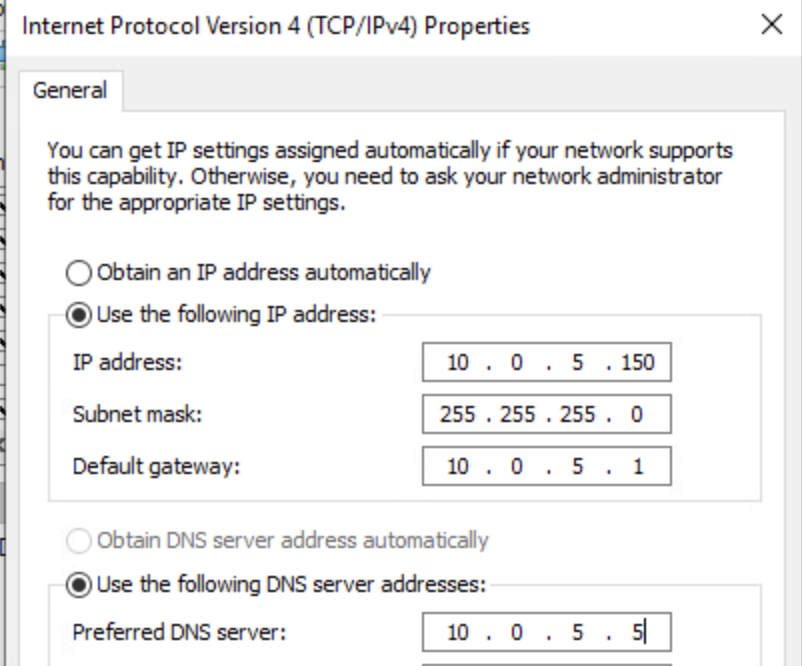 Internet Protocol Version 4 (TCP/IPv4) Properties
General
You can get IP settings assigned automatically if your network supports
this capability. Otherwise, you need to ask your network administrator
for the appropriate IP settings.
Obtain an IP address automatically
Use the following IP address:
IP address: 10 . 0 . 5 . 150
Subnet mask: 255 . 255 . 255 . 0
Default gateway: 10 . 0 . 5 . 1
Obtain DNS server address automatically
Use the following DNS server addresses:
Preferred DNS server: 10 . 0 . 5 . 5